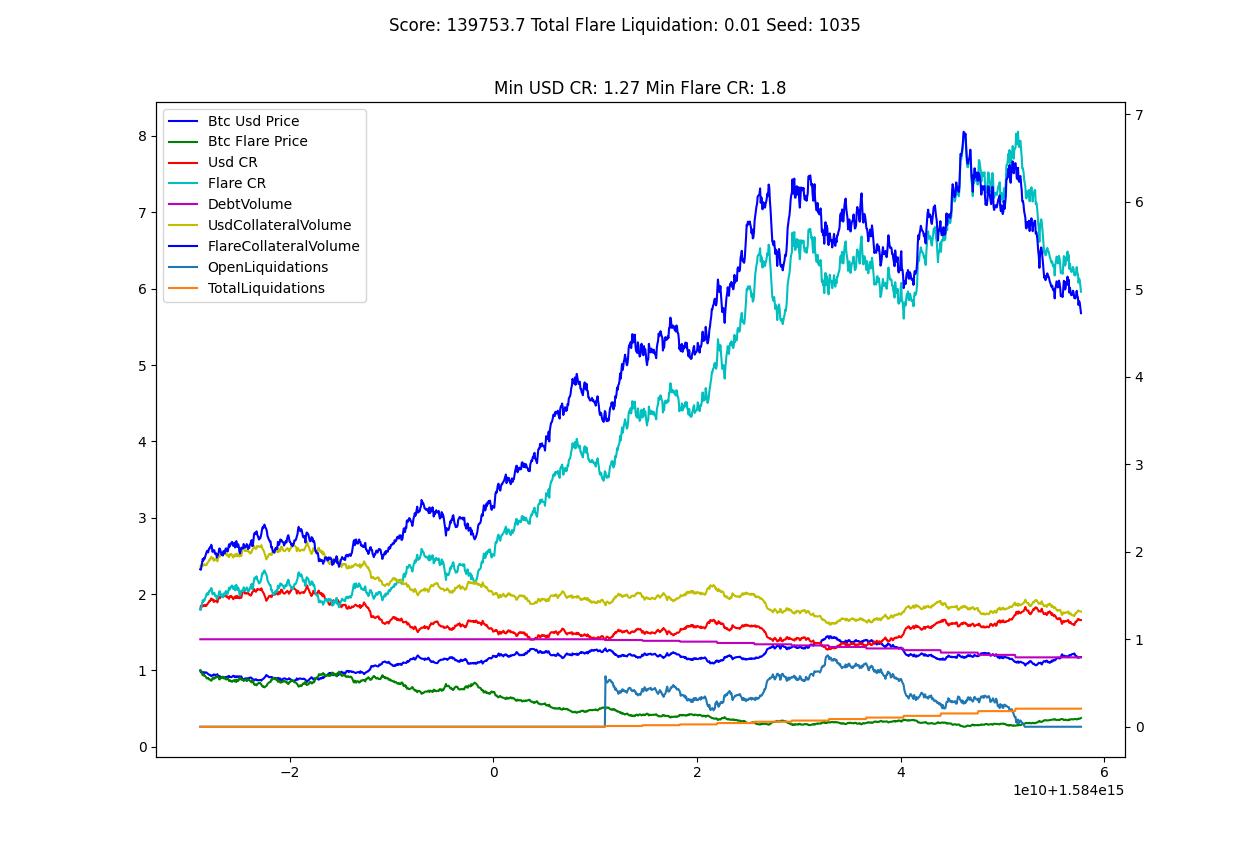 Score: 139753.7 Total Flare Liquidation: 0.01 Seed: 1035
Min USD CR: 1.27 Min Flare CR: 1.8
Btc Usd Price
Btc Flare Price
Usd CR
Flare CR
DebtVolume
UsdCollateralVolume
FlareCollateralVolume
OpenLiquidations
TotalLiquidations
8
7
6
5
4
3
2
1
0
7
6
5
4
3
2
1
0
−2
0
2
4
6
1e10+1.584e15